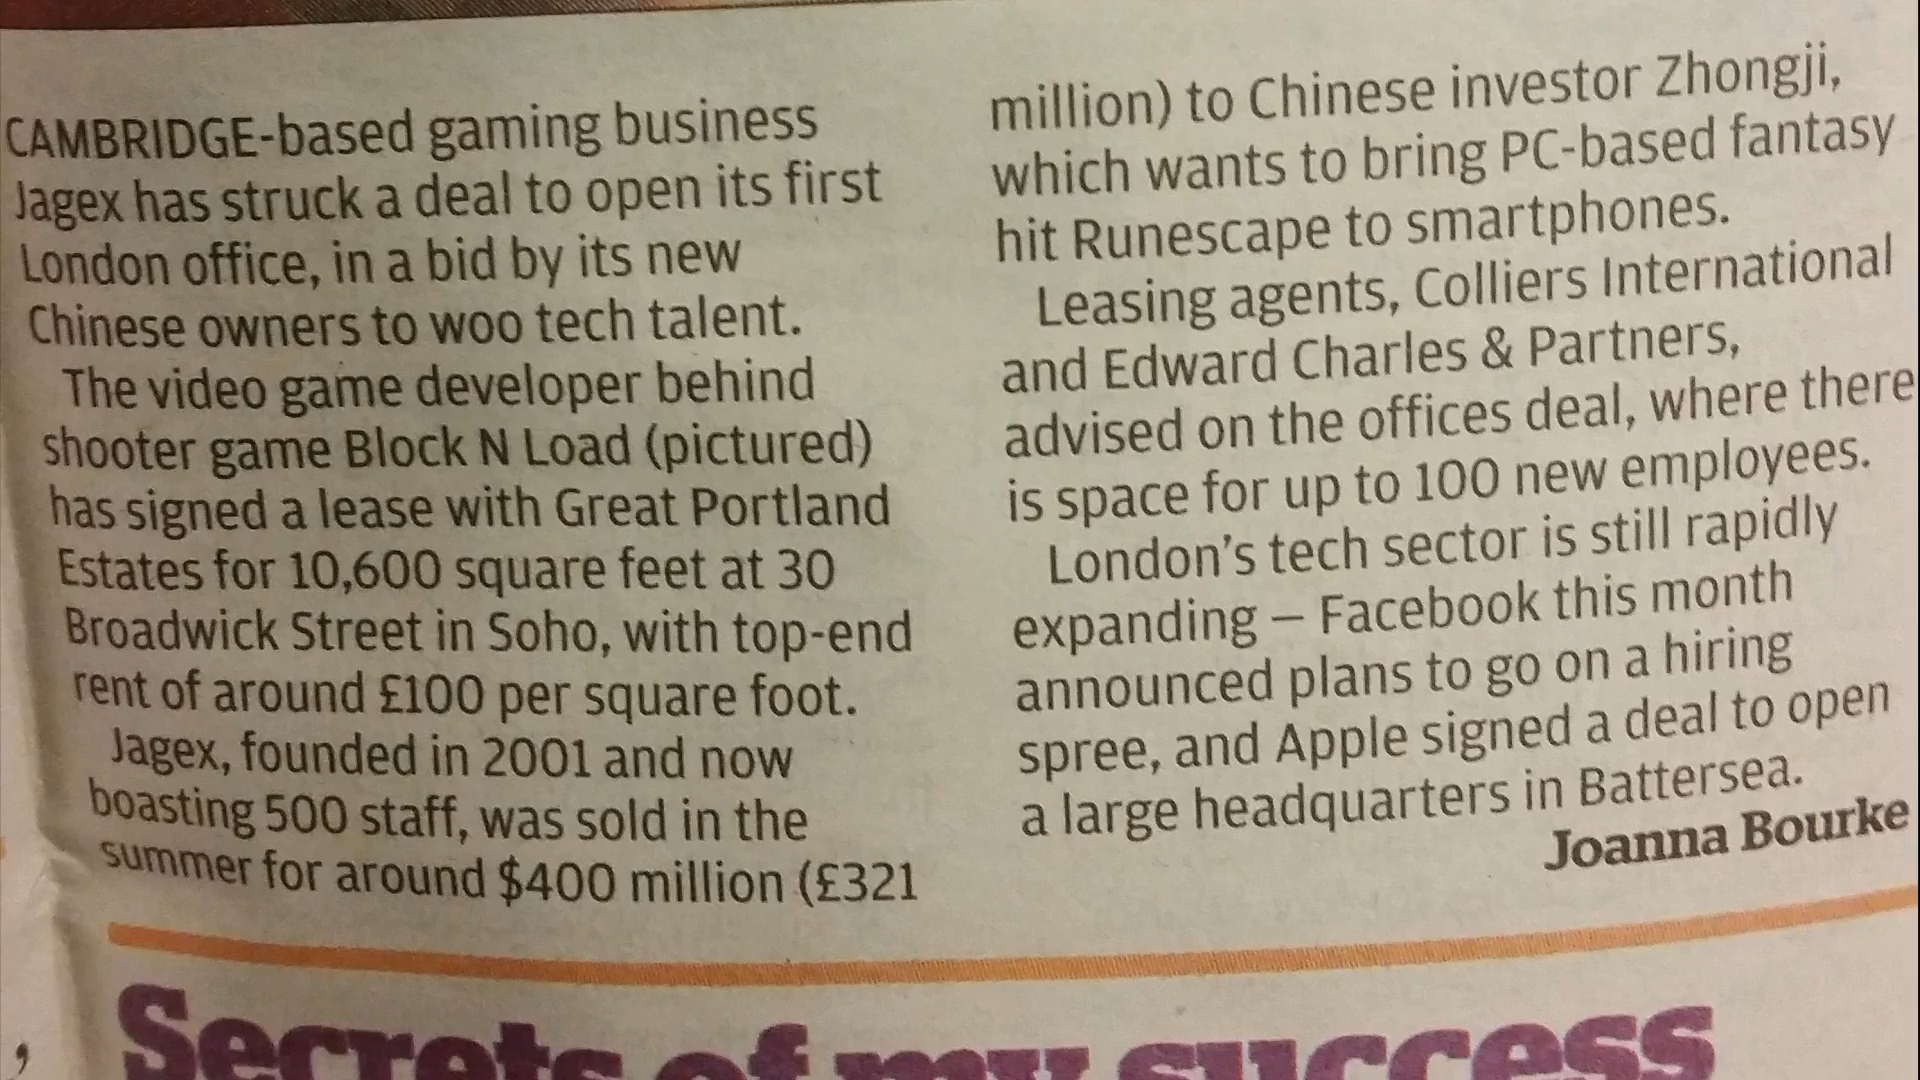 CAMBRIDGE-based gaming business
Jagex has struck a deal to open its first
London office, in a bid by its new
Chinese owners to woo tech talent.
The video game developer behind
shooter game Block N Load (pictured)
has signed a lease with Great Portland
Estates for 10,600 square feet at 30
Broadwick Street in Soho, with top-end
rent of around £100 per square foot.
Jagex, founded in 2001 and now
boasting 500 staff, was sold in the
summer for around $400 million (£321
million) to Chinese investor Zhongji,
which wants to bring PC-based fantasy
hit Runescape to smartphones.
Leasing agents, Colliers International
and Edward Charles & Partners,
advised on the offices deal, where there
is space for up to 100 new employees.
London's tech sector is still rapidly
expanding – Facebook this month
announced plans to go on a hiring
spree, and Apple signed a deal to open
a large headquarters in Battersea.
Joanna Bourke
Secrets of my success